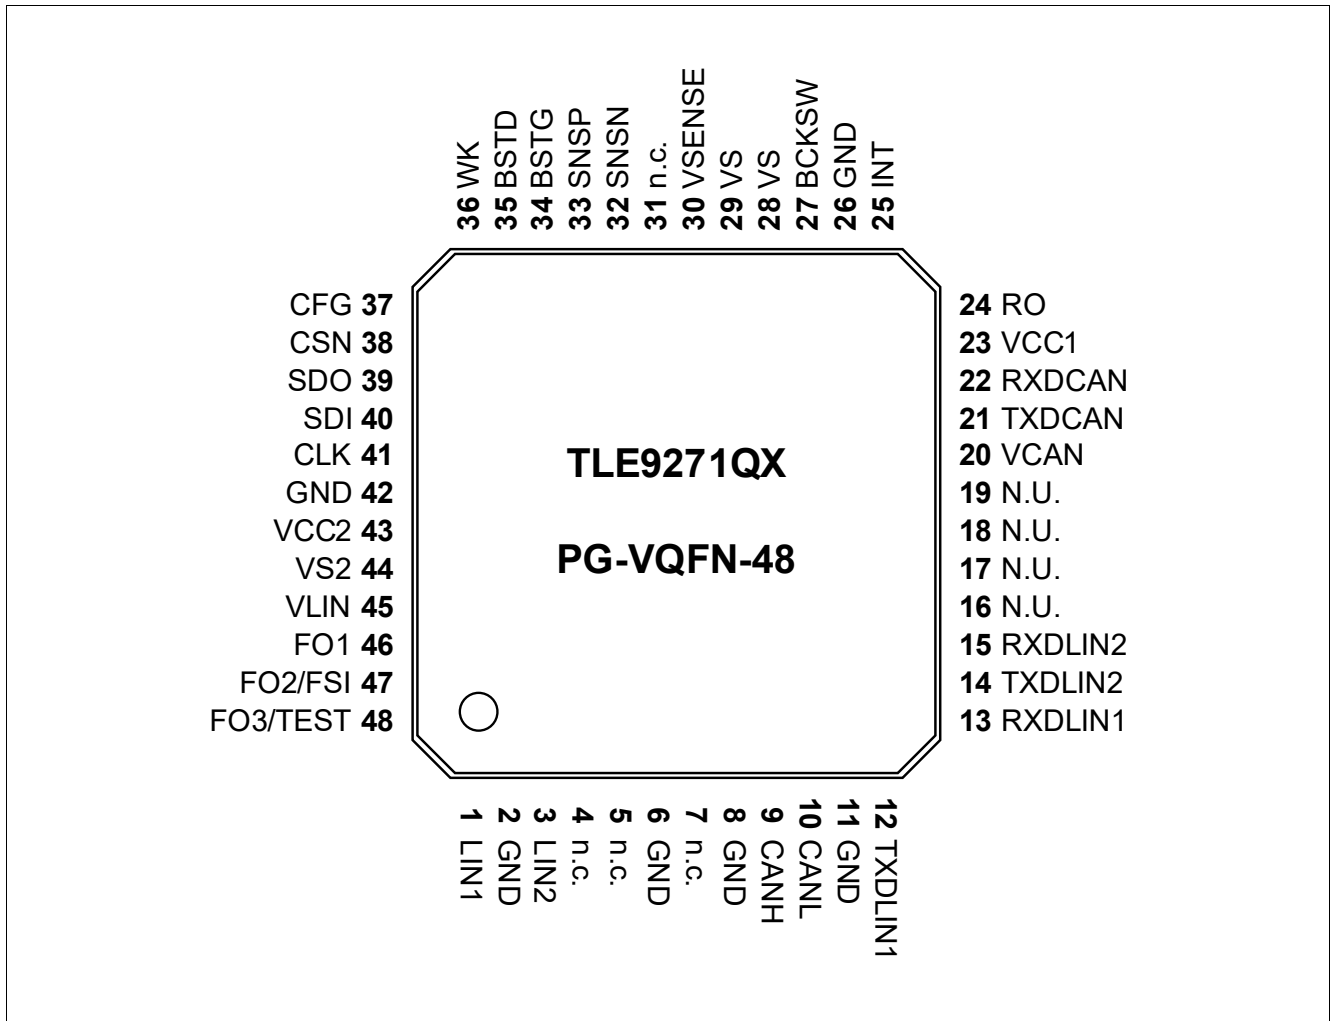 36 WK
35 BSTD
34 BSTG
33 SNSP
32 SNSN
31 n.c.
30 VSENSE
29 VS
28 VS
27 BCKSW
26 GND
25 INT
CFG 37
CSN 38
SDO 39
SDI 40
CLK 41
GND 42
VCC2 43
VS2 44
VLIN 45
FO1 46
FO2/FSI 47
FO3/TEST 48
TLE9271QX
PG-VQFN-48
24 RO
23 VCC1
22 RXDCAN
21 TXDCAN
20 VCAN
19 N.U.
18 N.U.
17 N.U.
16 N.U.
15 RXDLIN2
14 TXDLIN2
13 RXDLIN1
1 LIN1
2 GND
3 LIN2
4 n.c.
5 n.c.
6 GND
7 n.c.
8 GND
9 CANH
10 CANL
11 GND
12 TXDLIN1